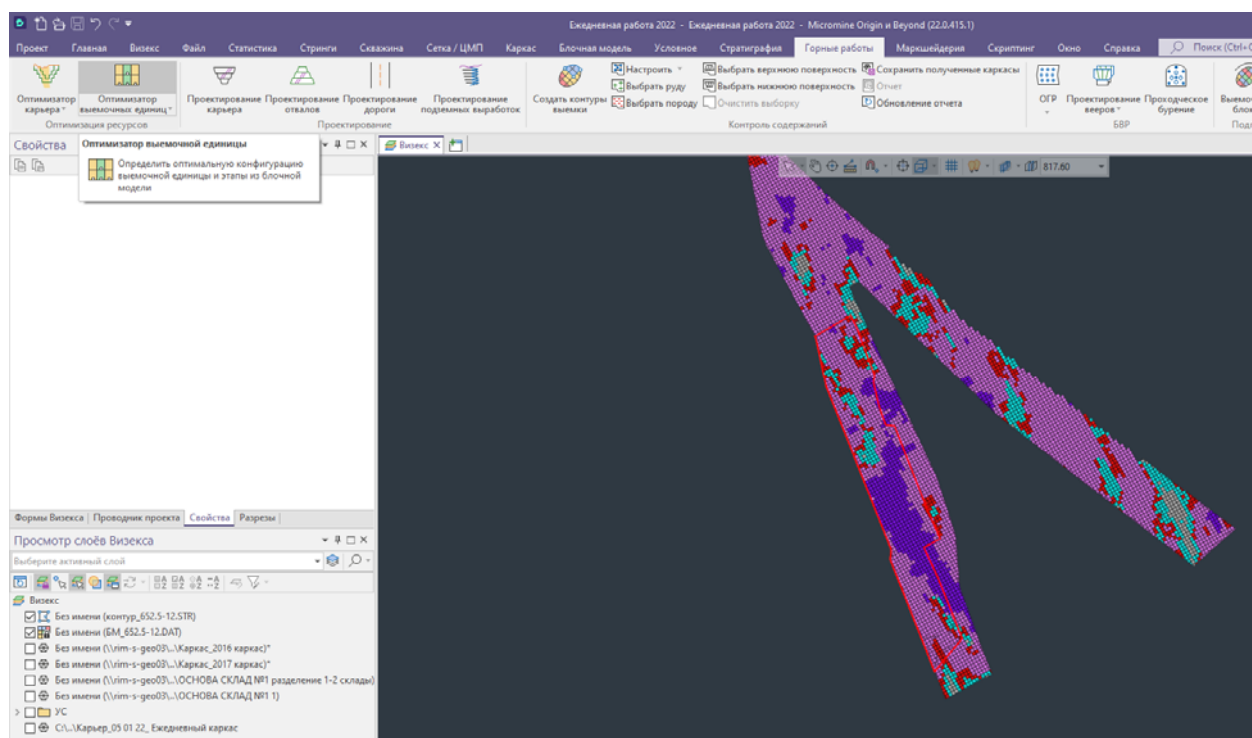 Ежедневная работа 2022 - Ежедневная работа 2022 - Micromine Origin и Beyond (22.0.415.1)
Проект Главная Визекс Файл Статистика Стринги Скважина Сетка / ЦМП Каркас Блочная модель Условное Стратиграфия Горные работы Маркшейдерия Скриптинг Окно Справка Поиск (Ctrl+
Оптимизатор карьера
Оптимизатор выемочных единиц
Оптимизация ресурсов
Проектирование карьера
Проектирование отвалов
Проектирование дороги
Проектирование подземных выработок
Проектирование
Создать контуры выемки
Настроить
Выбрать руду
Выбрать породу
Выбрать верхнюю поверхность
Выбрать нижнюю поверхность
Очистить выборку
Сохранить полученные каркасы
Отчет
Обновление отчета
Контроль содержаний
ОГР
Проектирование вееров
Проходческое бурение
БВР
Выемо
бло
Под
Свойства
Оптимизатор выемочной единицы
Определить оптимальную конфигурацию
выемочной единицы и этапы из блочной
модели
Визекс
817.60
Формы Визекса Проводник проекта Свойства Разрезы
Просмотр слоёв Визекса
Выберите активный слой
Визекс
Без имени (контур_652.5-12.STR)
Без имени (БМ_652.5-12.DAT)
Без имени (\\rim-s-geo03\...\Каркас_2016 каркас)*
Без имени (\\rim-s-geo03\...\Каркас_2017 каркас)*
Без имени (\\rim-s-geo03\...\ОСНОВА СКЛАД №1 разделение 1-2 склады)
Без имени (\\rim-s-geo03\...\ОСНОВА СКЛАД №1 1)
УС
C:\...\Карьер_05 01 22_ Ежедневный каркас